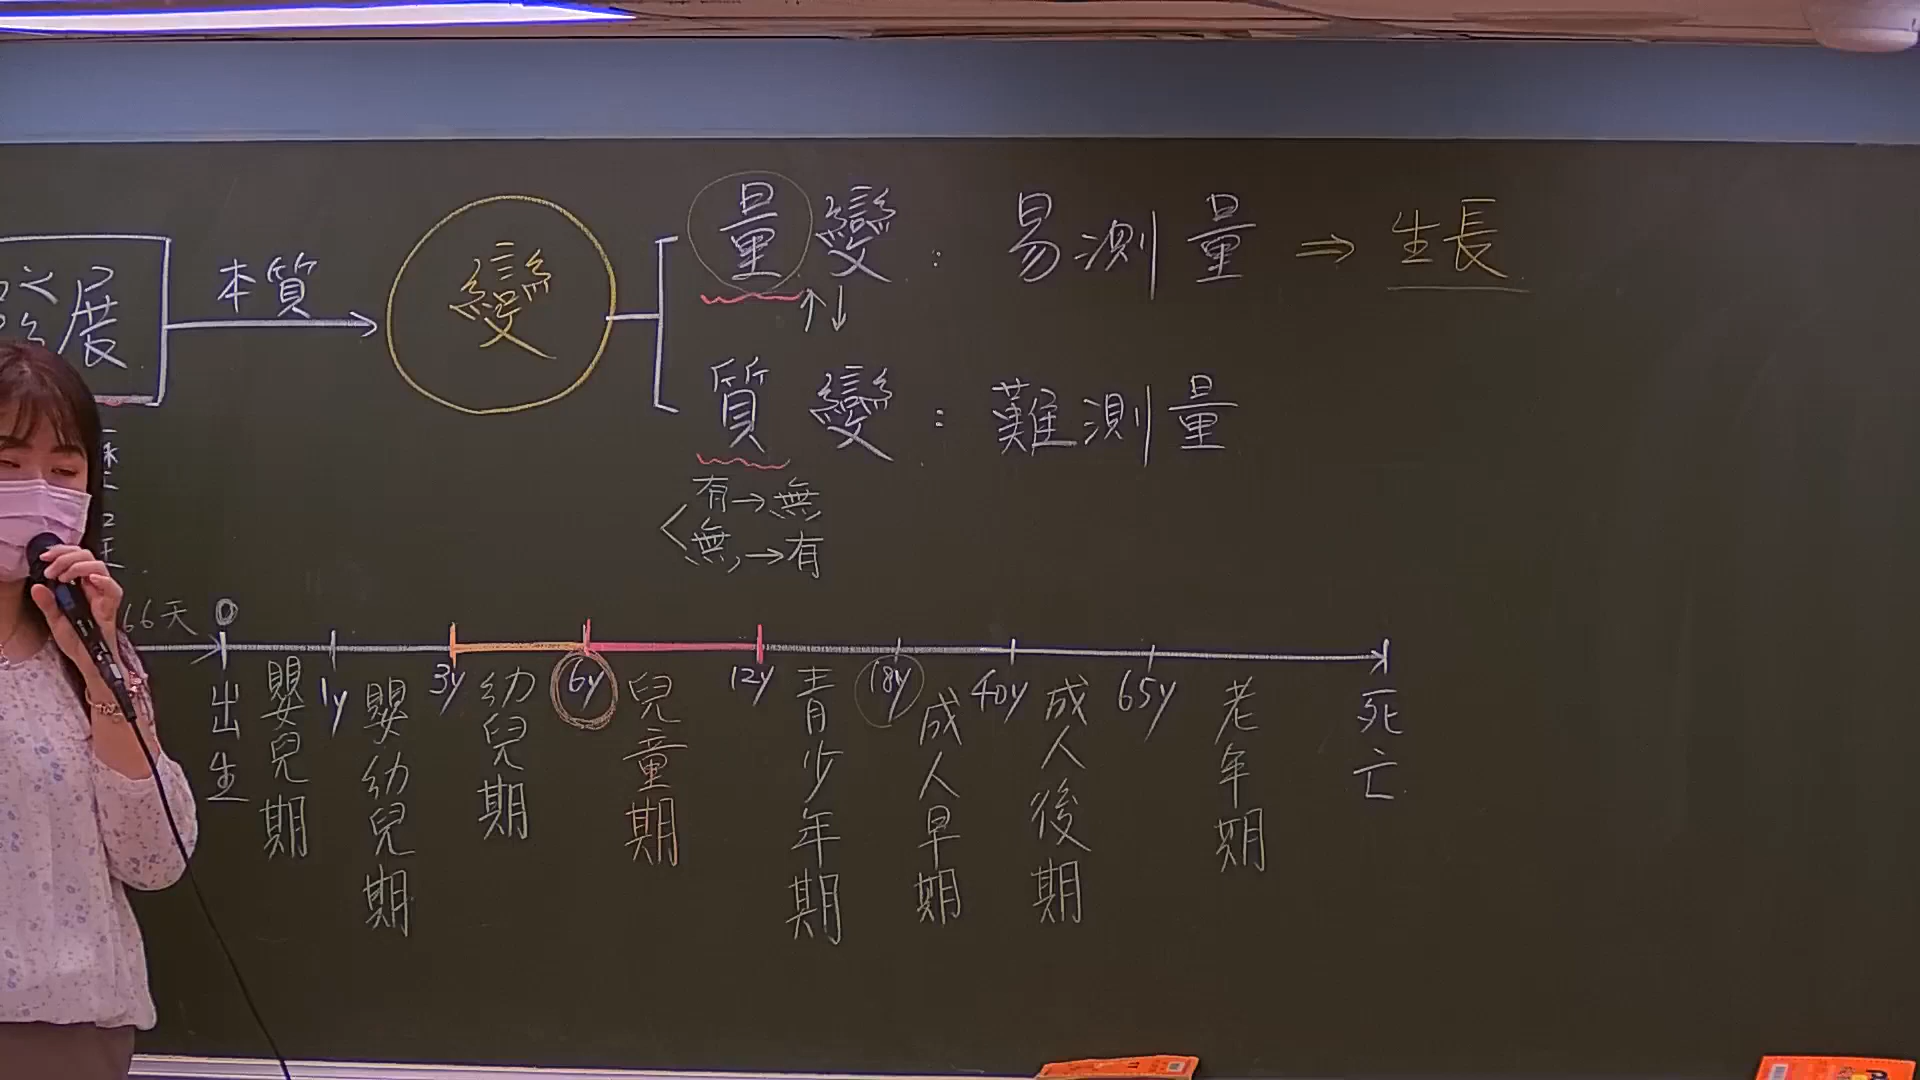 發展
本質
變
量變：易測量⇒生長
↑↓
質變：難測量
有→無
無→有
66天
0
1y
3y
6y
12y
18y
40y
65y
出生
嬰兒期
嬰幼兒期
幼兒期
兒童期
青少年期
成人早期
成人後期
老年期
死亡